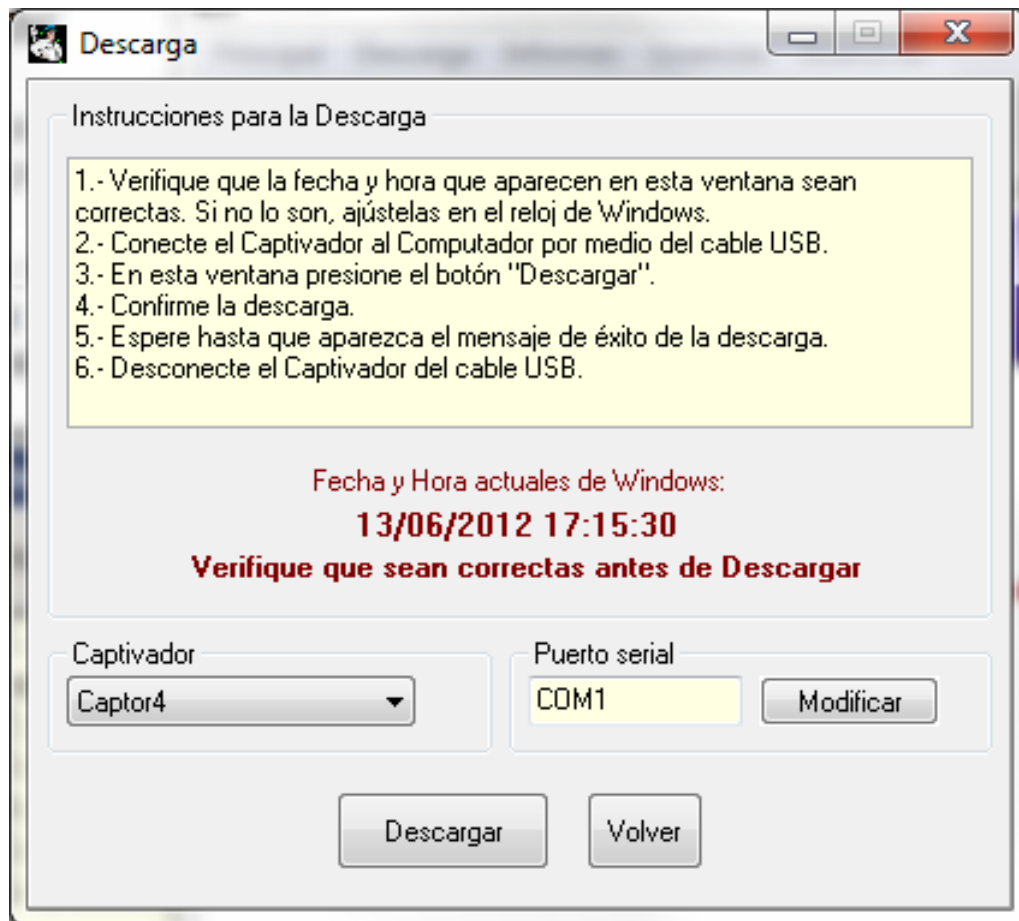 Descarga
Instrucciones para la Descarga
1.- Verifique que la fecha y hora que aparecen en esta ventana sean
correctas. Si no lo son, ajústelas en el reloj de Windows.
2.- Conecte el Captivador al Computador por medio del cable USB.
3.- En esta ventana presione el botón "Descargar".
4.- Confirme la descarga.
5.- Espere hasta que aparezca el mensaje de éxito de la descarga.
6.- Desconecte el Captivador del cable USB.
Fecha y Hora actuales de Windows:
13/06/2012 17:15:30
Verifique que sean correctas antes de Descargar
Captivador
Captor4
Puerto serial
COM1
Modificar
Descargar
Volver